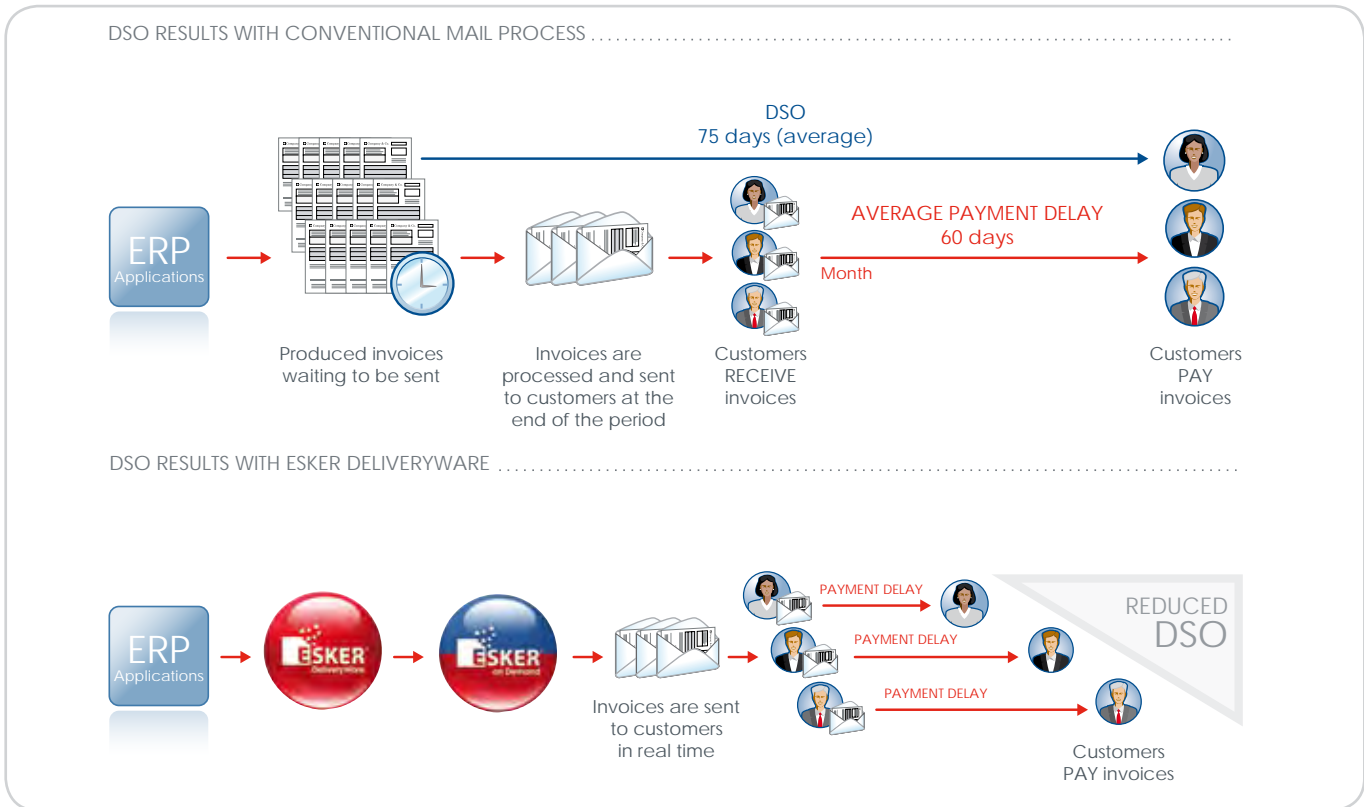 DSO RESULTS WITH CONVENTIONAL MAIL PROCESS
DSO
75 days (average)
ERP
Applications
AVERAGE PAYMENT DELAY
60 days
Month
Produced invoices
waiting to be sent
Invoices are
processed and sent
to customers at the
end of the period
Customers
RECEIVE
invoices
Customers
PAY
invoices
DSO RESULTS WITH ESKER DELIVERYWARE
ERP
Applications
ESKER
DeliveryWare
ESKER
on Demand
Invoices are sent
to customers
in real time
PAYMENT DELAY
PAYMENT DELAY
PAYMENT DELAY
REDUCED
DSO
Customers
PAY invoices